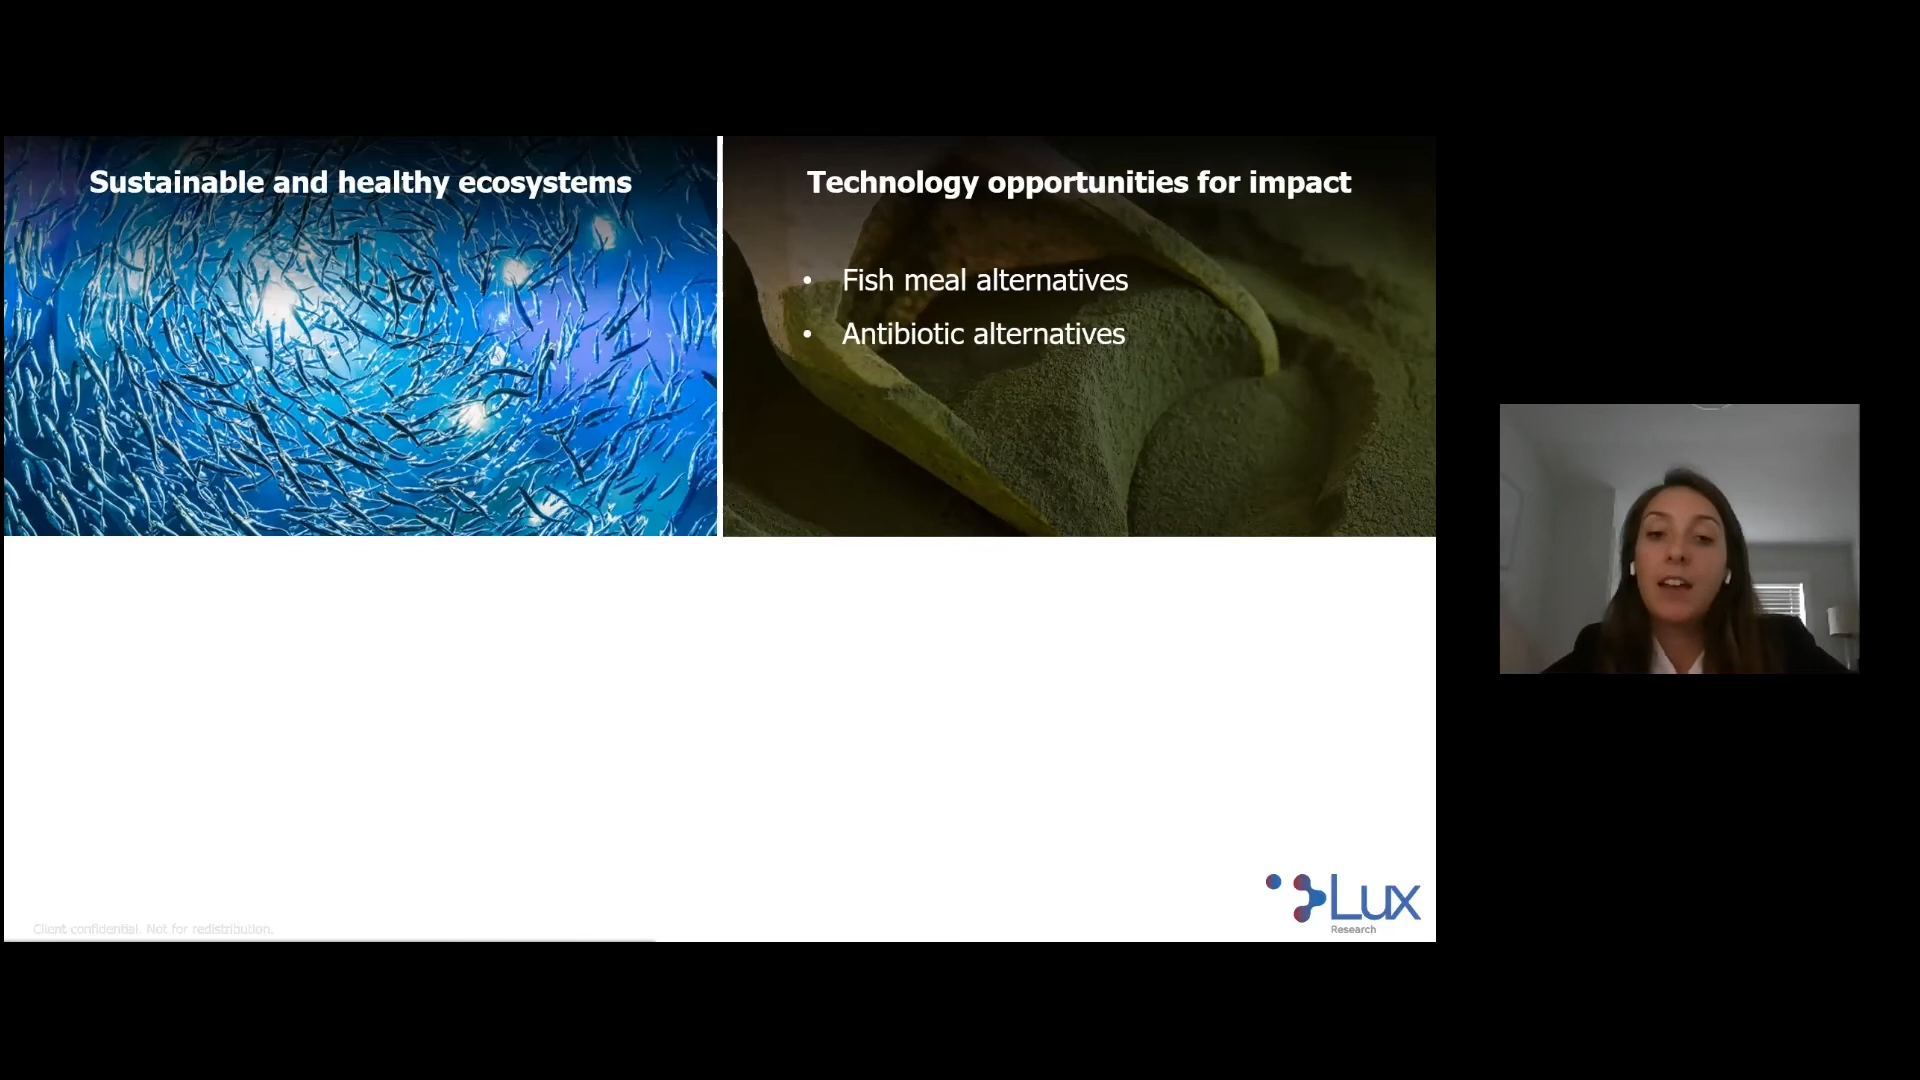 Sustainable and healthy ecosystems
Technology opportunities for impact
• Fish meal alternatives
• Antibiotic alternatives
Client confidential. Not for redistribution.
Lux
Research